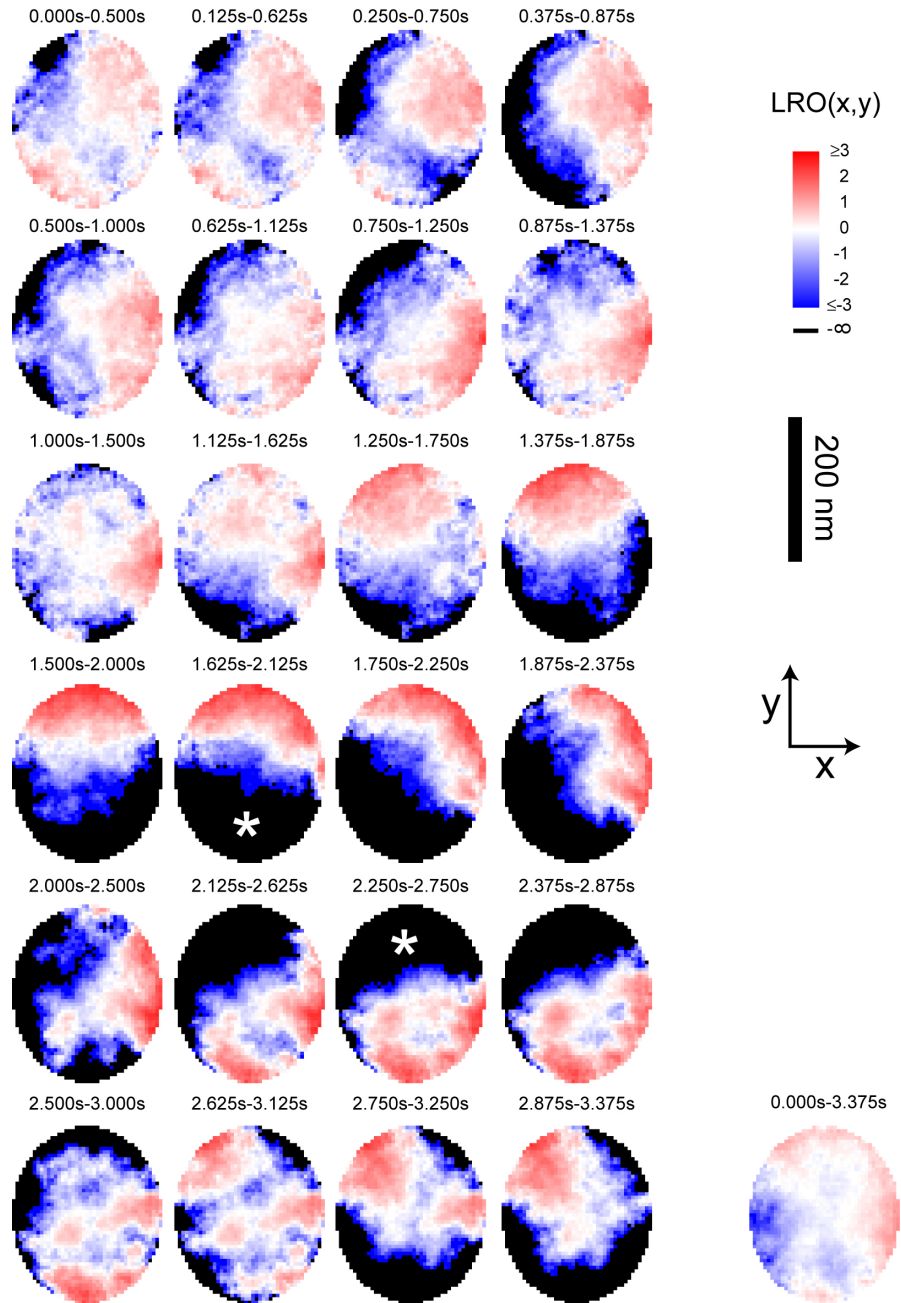 0.000s-0.500s 0.125s-0.625s 0.250s-0.750s 0.375s-0.875s
LRO(x,y)
≥3
2
1
0
-1
-2
≤-3
-∞
0.500s-1.000s 0.625s-1.125s 0.750s-1.250s 0.875s-1.375s
200 nm
1.000s-1.500s 1.125s-1.625s 1.250s-1.750s 1.375s-1.875s
1.500s-2.000s 1.625s-2.125s 1.750s-2.250s 1.875s-2.375s
y
x
*
2.000s-2.500s 2.125s-2.625s 2.250s-2.750s 2.375s-2.875s
*
2.500s-3.000s 2.625s-3.125s 2.750s-3.250s 2.875s-3.375s 0.000s-3.375s